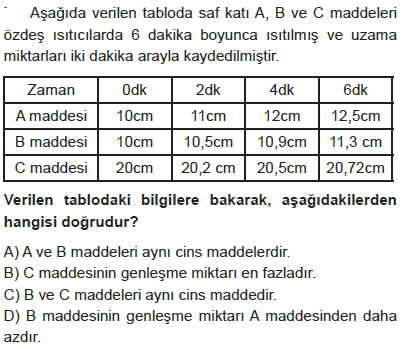 Aşağıda verilen tabloda saf katı A, B ve C maddeleri
özdeş ısıtıcılarda 6 dakika boyunca ısıtılmış ve uzama
miktarları iki dakika arayla kaydedilmiştir.
Zaman 0dk 2dk 4dk 6dk
A maddesi 10cm 11cm 12cm 12,5cm
B maddesi 10cm 10,5cm 10,9cm 11,3 cm
C maddesi 20cm 20,2 cm 20,5cm 20,72cm
Verilen tablodaki bilgilere bakarak, aşağıdakilerden
hangisi doğrudur?
A) A ve B maddeleri aynı cins maddelerdir.
B) C maddesinin genleşme miktarı en fazladır.
C) B ve C maddeleri aynı cins maddedir.
D) B maddesinin genleşme miktarı A maddesinden daha
azdır.